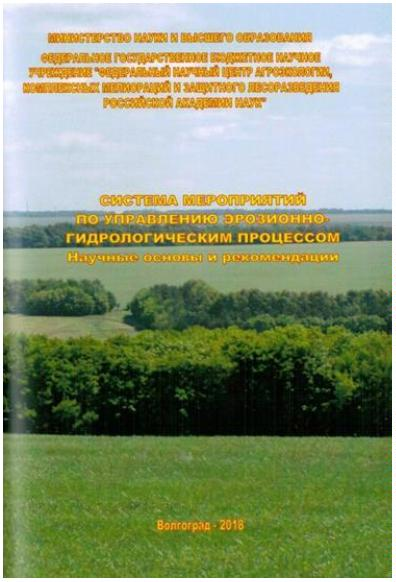 МИНИСТЕРСТВО НАУКИ И ВЫСШЕГО ОБРАЗОВАНИЯ
ФЕДЕРАЛЬНОЕ ГОСУДАРСТВЕННОЕ БЮДЖЕТНОЕ НАУЧНОЕ
УЧРЕЖДЕНИЕ "ФЕДЕРАЛЬНЫЙ НАУЧНЫЙ ЦЕНТР АГРОЭКОЛОГИИ,
КОМПЛЕКСНЫХ МЕЛИОРАЦИЙ И ЗАЩИТНОГО ЛЕСОРАЗВЕДЕНИЯ
РОССИЙСКОЙ АКАДЕМИИ НАУК"
СИСТЕМА МЕРОПРИЯТИЙ
ПО УПРАВЛЕНИЮ ЭРОЗИОННО-
ГИДРОЛОГИЧЕСКИМ ПРОЦЕССОМ
Научные основы и рекомендации
Волгоград - 2018